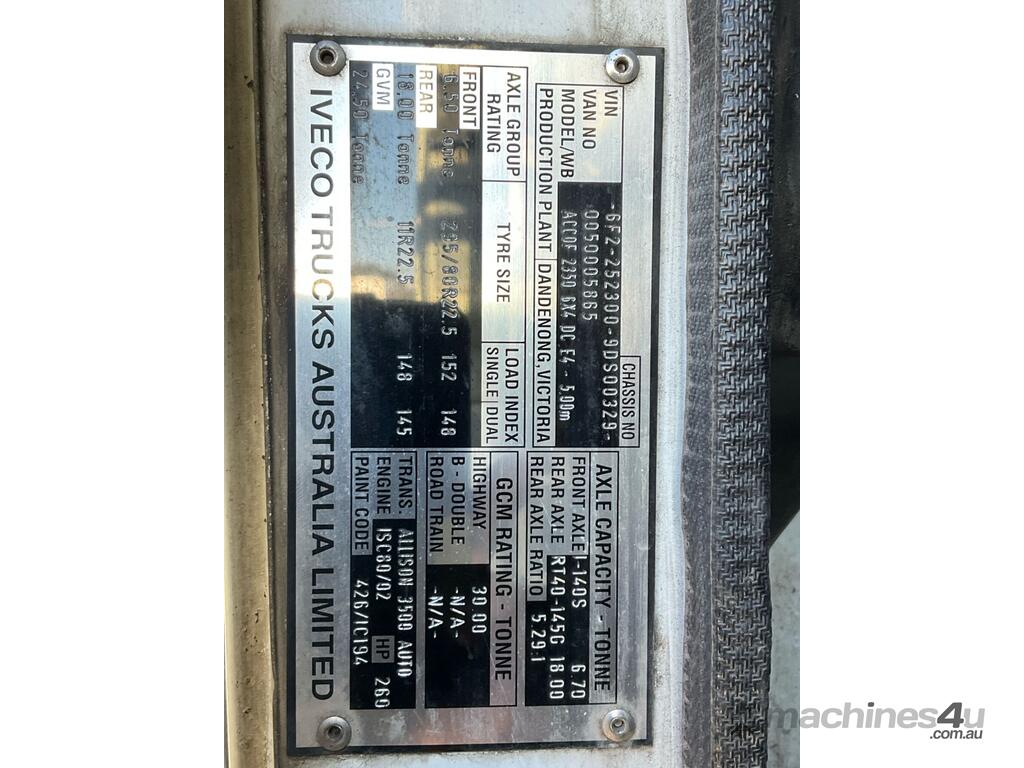 CHASSIS NO
VIN -6F2-252300-9DS00329-
VAN NO 0050005865
MODEL/WB ACCOF 2350 6X4 DC E4 - 5.00m
PRODUCTION PLANT DANDENONG, VICTORIA
AXLE GROUP RATING TYRE SIZE LOAD INDEX SINGLE DUAL
FRONT
6.50 Tonne 295/80R22.5 152 148
REAR
18.00 Tonne 11R22.5 148 145
GVM
24.50 Tonne
AXLE CAPACITY - TONNE
FRONT AXLE I-140S 6.70
REAR AXLE RT40-145G 18.00
REAR AXLE RATIO 5.29:1
GCM RATING - TONNE
HIGHWAY 30.00
B - DOUBLE -N/A-
ROAD TRAIN -N/A-
TRANS. ALLISON 3500 AUTO
ENGINE ISC80/02 HP 260
PAINT CODE 426/IC194
IVECO TRUCKS AUSTRALIA LIMITED
machines4u
.com.au